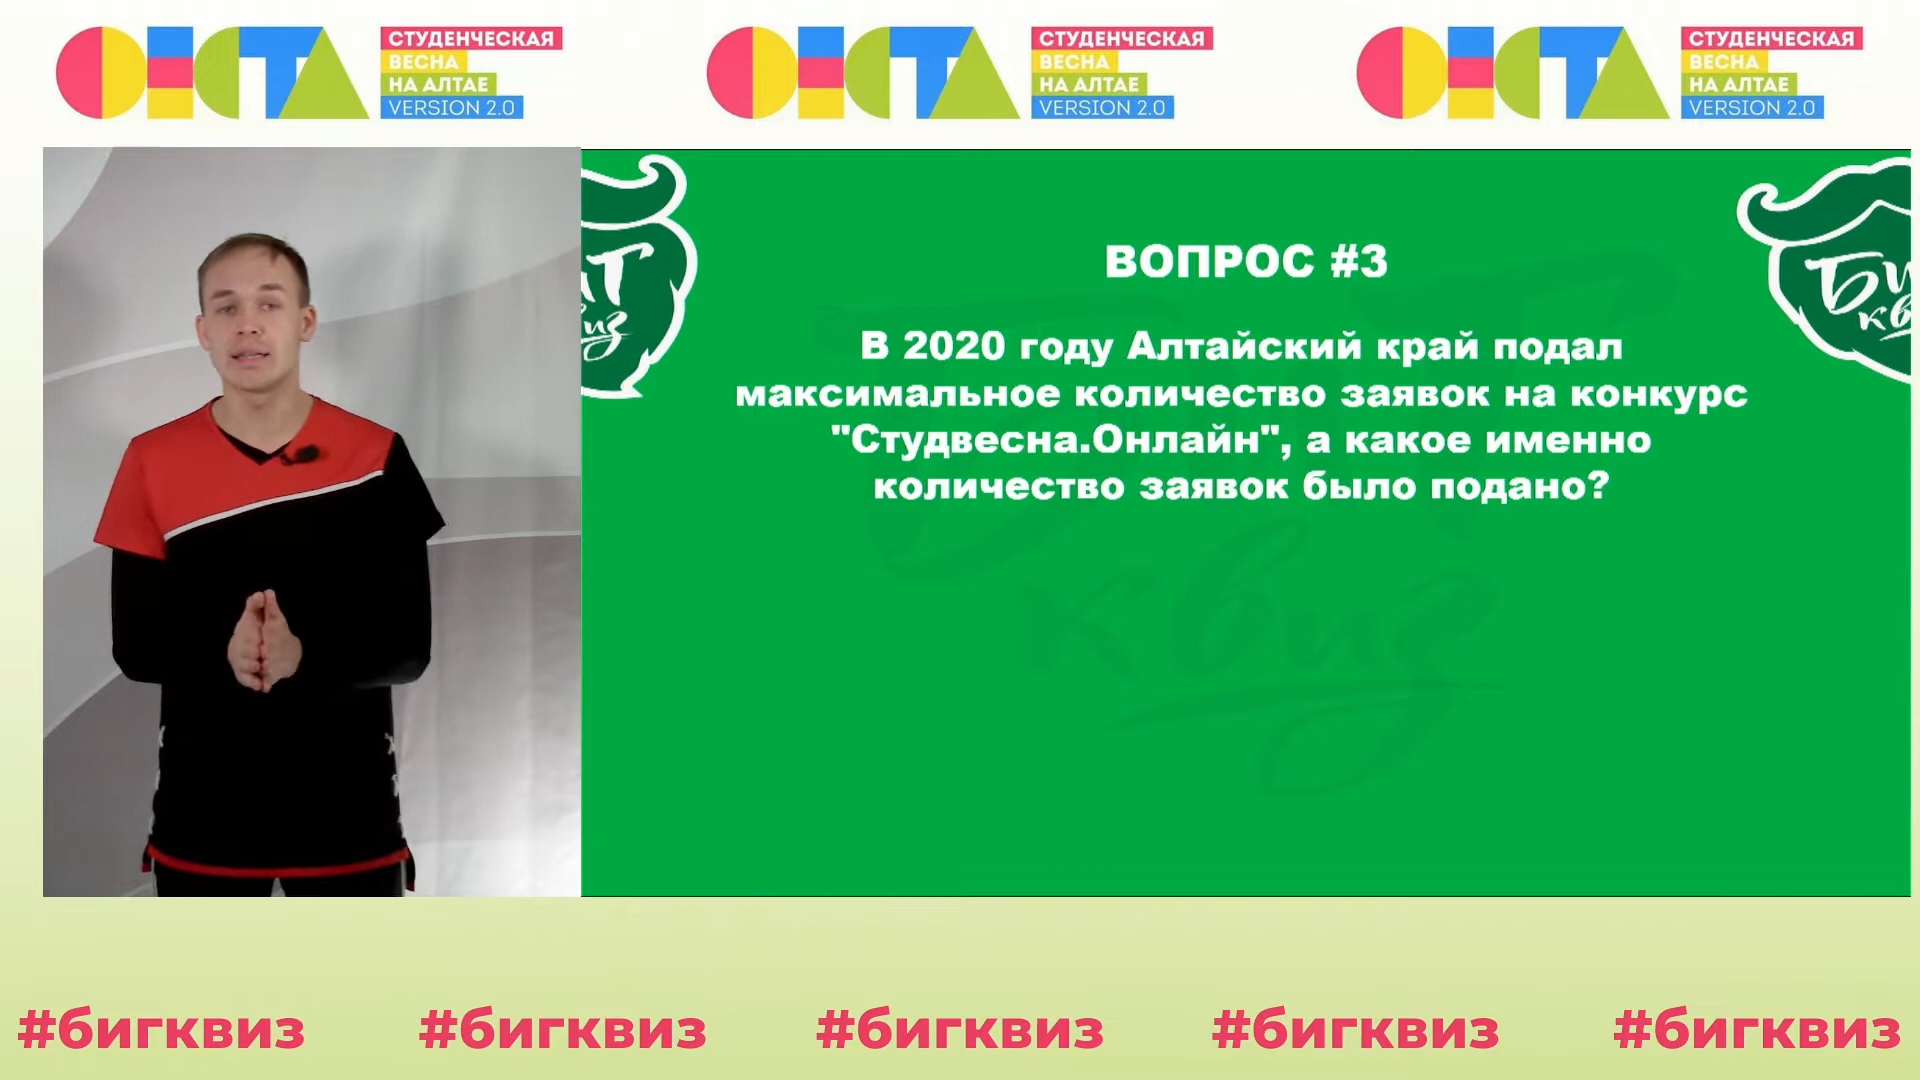 СТУДЕНЧЕСКАЯ
ВЕСНА
НА АЛТАЕ
VERSION 2.0
СТУДЕНЧЕСКАЯ
ВЕСНА
НА АЛТАЕ
VERSION 2.0
СТУДЕНЧЕСКАЯ
ВЕСНА
НА АЛТАЕ
VERSION 2.0
ВОПРОС #3
В 2020 году Алтайский край подал
максимальное количество заявок на конкурс
"Студвесна.Онлайн", а какое именно
количество заявок было подано?
БиГ
квиз
#бигквиз #бигквиз #бигквиз #бигквиз #бигквиз